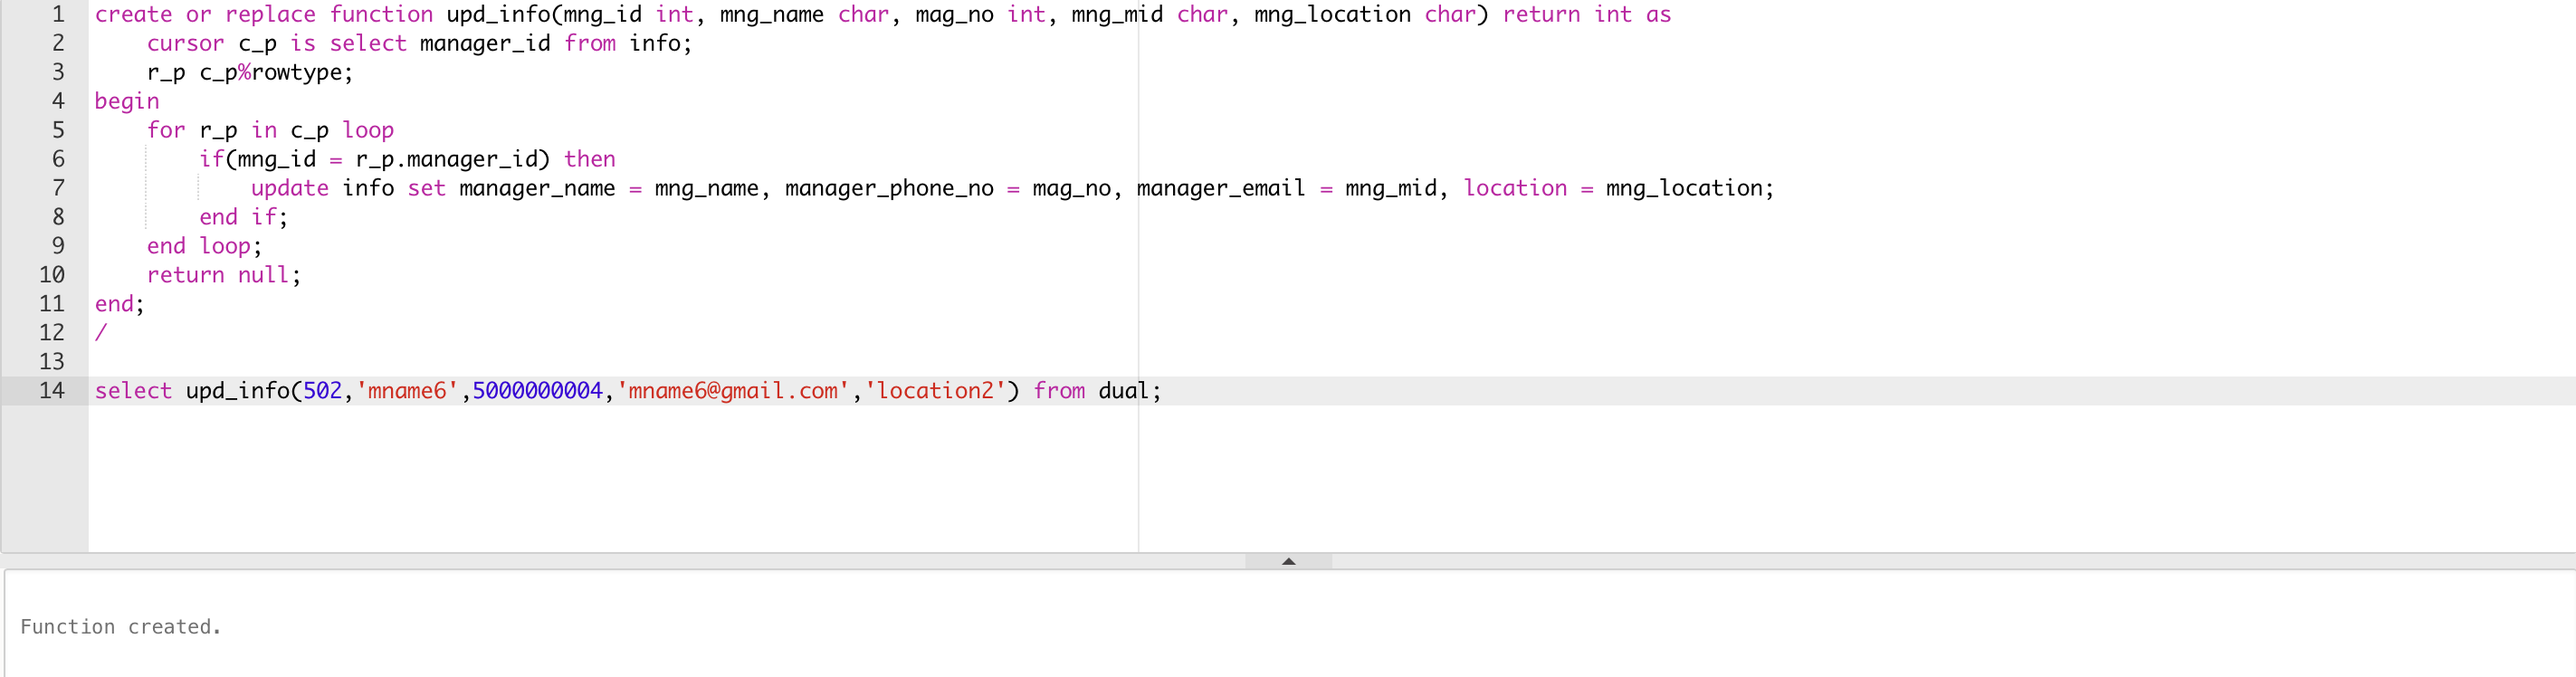 1 create or replace function upd_info(mng_id int, mng_name char, mag_no int, mng_mid char, mng_location char) return int as
2     cursor c_p is select manager_id from info;
3     r_p c_p%rowtype;
4 begin
5     for r_p in c_p loop
6         if(mng_id = r_p.manager_id) then
7             update info set manager_name = mng_name, manager_phone_no = mag_no, manager_email = mng_mid, location = mng_location;
8         end if;
9     end loop;
10     return null;
11 end;
12 /
13
14 select upd_info(502,'mname6',5000000004,'mname6@gmail.com','location2') from dual;
Function created.